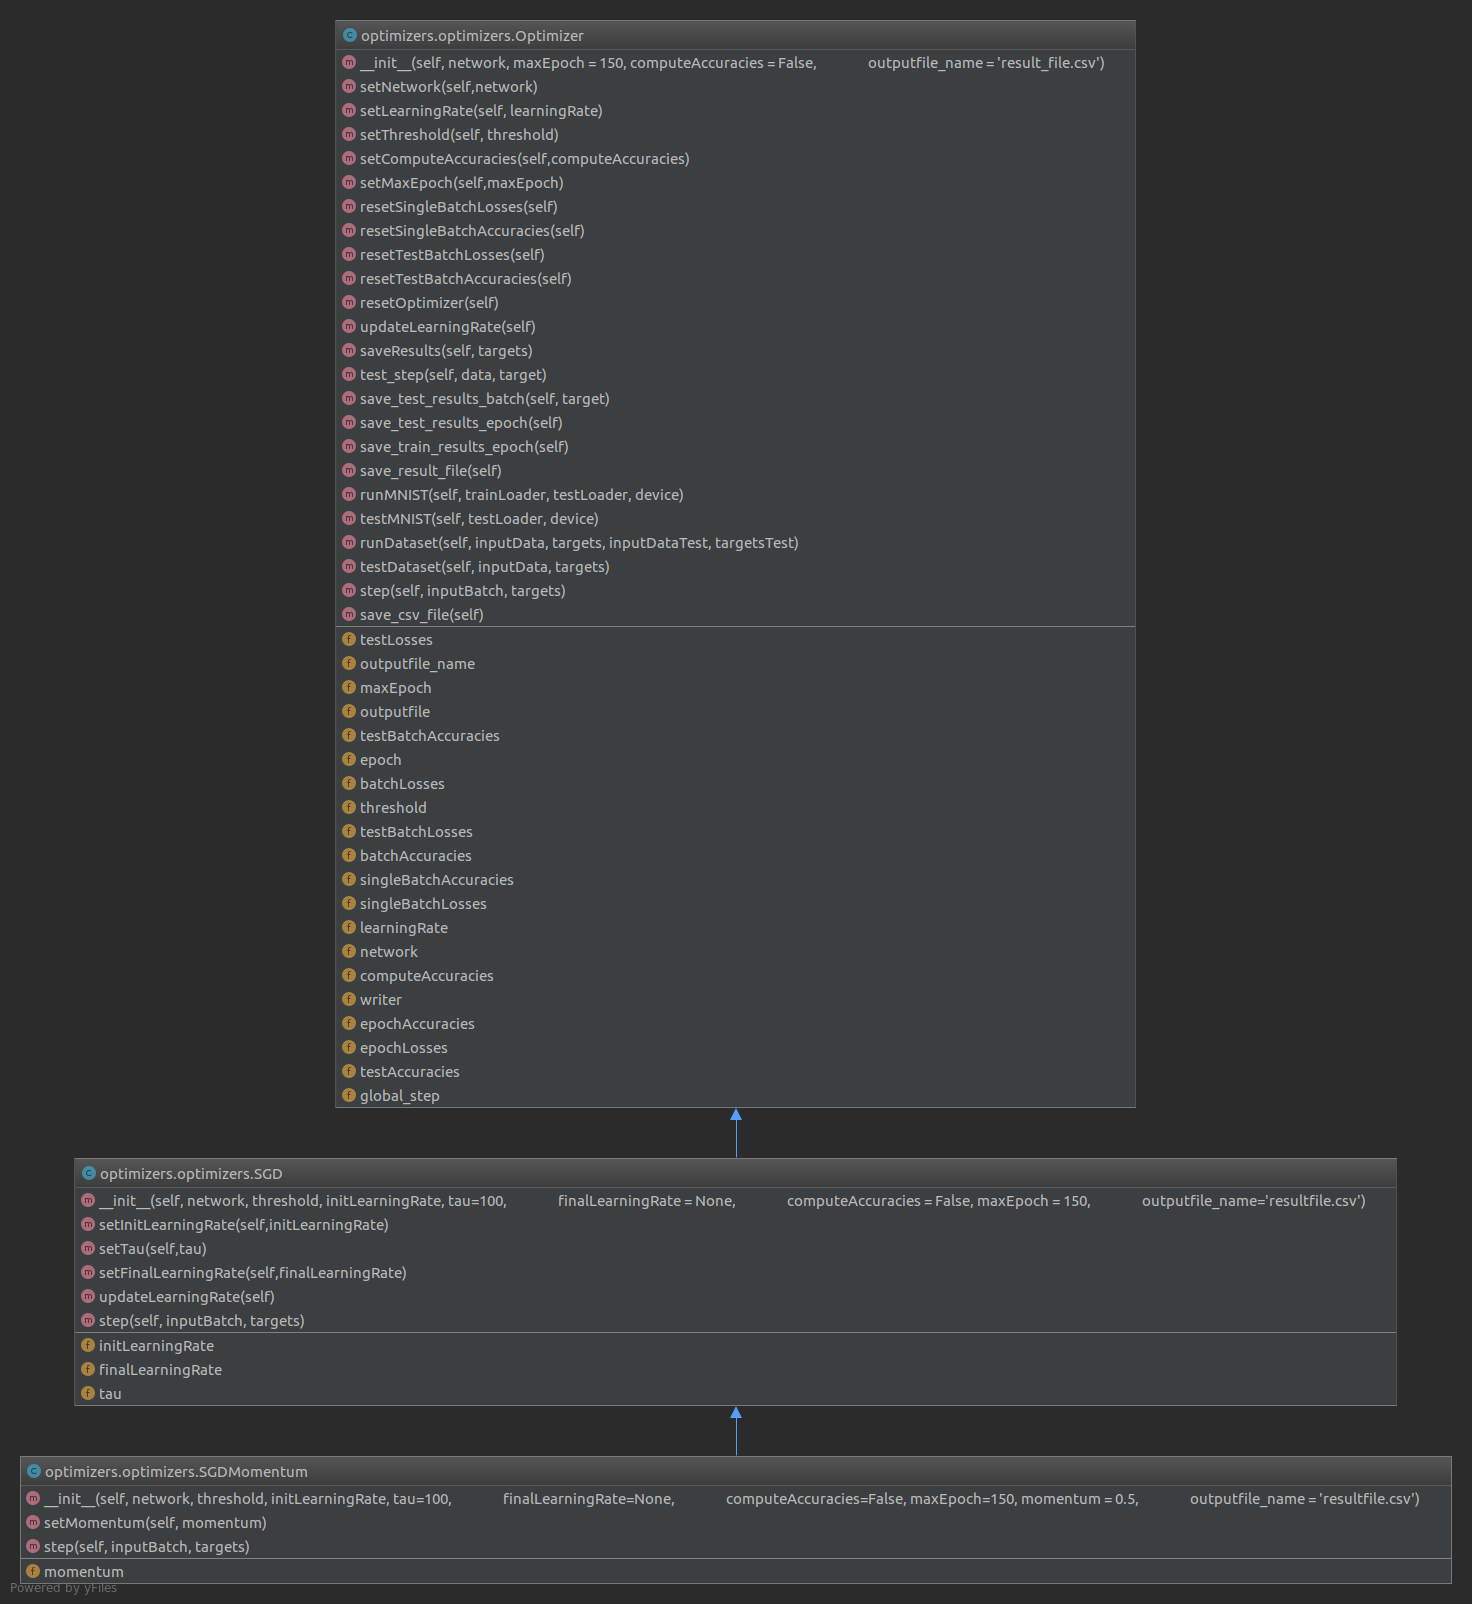 optimizers.optimizers.Optimizer
__init__(self, network, maxEpoch = 150, computeAccuracies = False, outputfile_name = 'result_file.csv')
setNetwork(self,network)
setLearningRate(self, learningRate)
setThreshold(self, threshold)
setComputeAccuracies(self,computeAccuracies)
setMaxEpoch(self,maxEpoch)
resetSingleBatchLosses(self)
resetSingleBatchAccuracies(self)
resetTestBatchLosses(self)
resetTestBatchAccuracies(self)
resetOptimizer(self)
updateLearningRate(self)
saveResults(self, targets)
test_step(self, data, target)
save_test_results_batch(self, target)
save_test_results_epoch(self)
save_train_results_epoch(self)
save_result_file(self)
runMNIST(self, trainLoader, testLoader, device)
testMNIST(self, testLoader, device)
runDataset(self, inputData, targets, inputDataTest, targetsTest)
testDataset(self, inputData, targets)
step(self, inputBatch, targets)
save_csv_file(self)
testLosses
outputfile_name
maxEpoch
outputfile
testBatchAccuracies
epoch
batchLosses
threshold
testBatchLosses
batchAccuracies
singleBatchAccuracies
singleBatchLosses
learningRate
network
computeAccuracies
writer
epochAccuracies
epochLosses
testAccuracies
global_step
optimizers.optimizers.SGD
__init__(self, network, threshold, initLearningRate, tau=100, finalLearningRate = None, computeAccuracies = False, maxEpoch = 150, outputfile_name='resultfile.csv')
setInitLearningRate(self,initLearningRate)
setTau(self,tau)
setFinalLearningRate(self,finalLearningRate)
updateLearningRate(self)
step(self, inputBatch, targets)
initLearningRate
finalLearningRate
tau
optimizers.optimizers.SGDMomentum
__init__(self, network, threshold, initLearningRate, tau=100, finalLearningRate=None, computeAccuracies=False, maxEpoch=150, momentum = 0.5, outputfile_name = 'resultfile.csv')
setMomentum(self, momentum)
step(self, inputBatch, targets)
momentum
Powered by yFiles